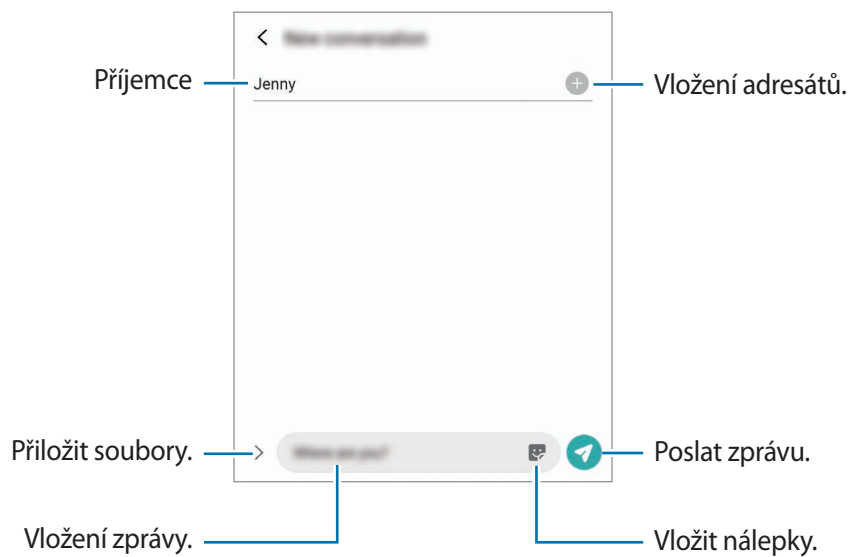 Příjemce
Jenny
Vložení adresátů.
Přiložit soubory.
Poslat zprávu.
Vložení zprávy.
Vložit nálepky.